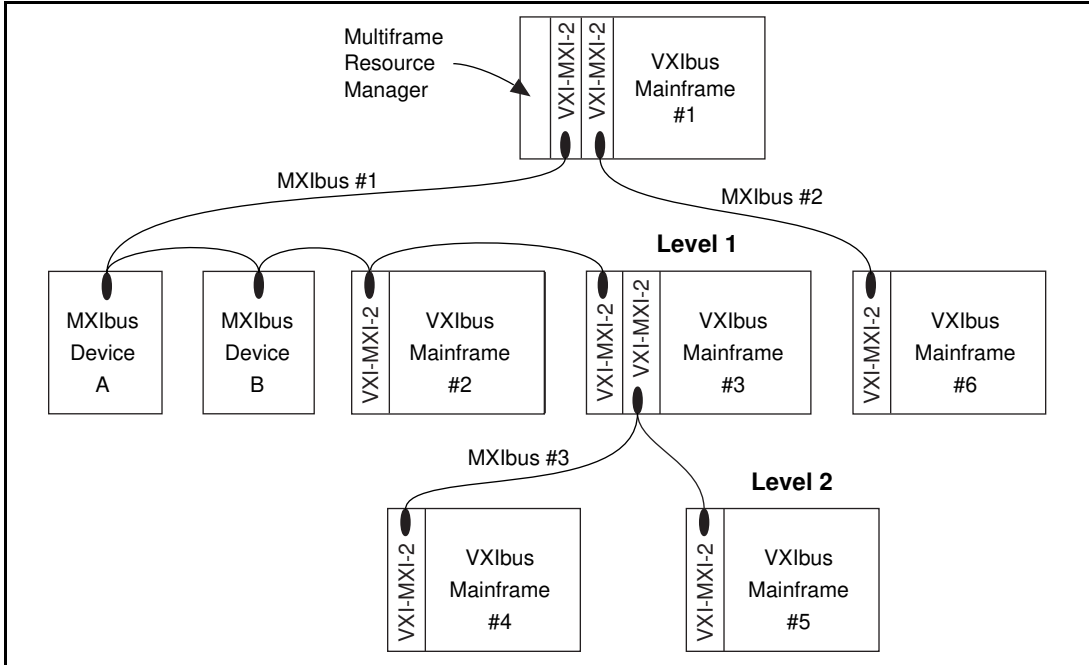 Multiframe
Resource
Manager
VXI-MXI-2
VXI-MXI-2
VXIbus
Mainframe
#1
MXIbus #1
MXIbus #2
Level 1
MXIbus
Device
A
MXIbus
Device
B
VXI-MXI-2
VXIbus
Mainframe
#2
VXI-MXI-2
VXI-MXI-2
VXIbus
Mainframe
#3
VXI-MXI-2
VXIbus
Mainframe
#6
MXIbus #3
Level 2
VXI-MXI-2
VXIbus
Mainframe
#4
VXI-MXI-2
VXIbus
Mainframe
#5